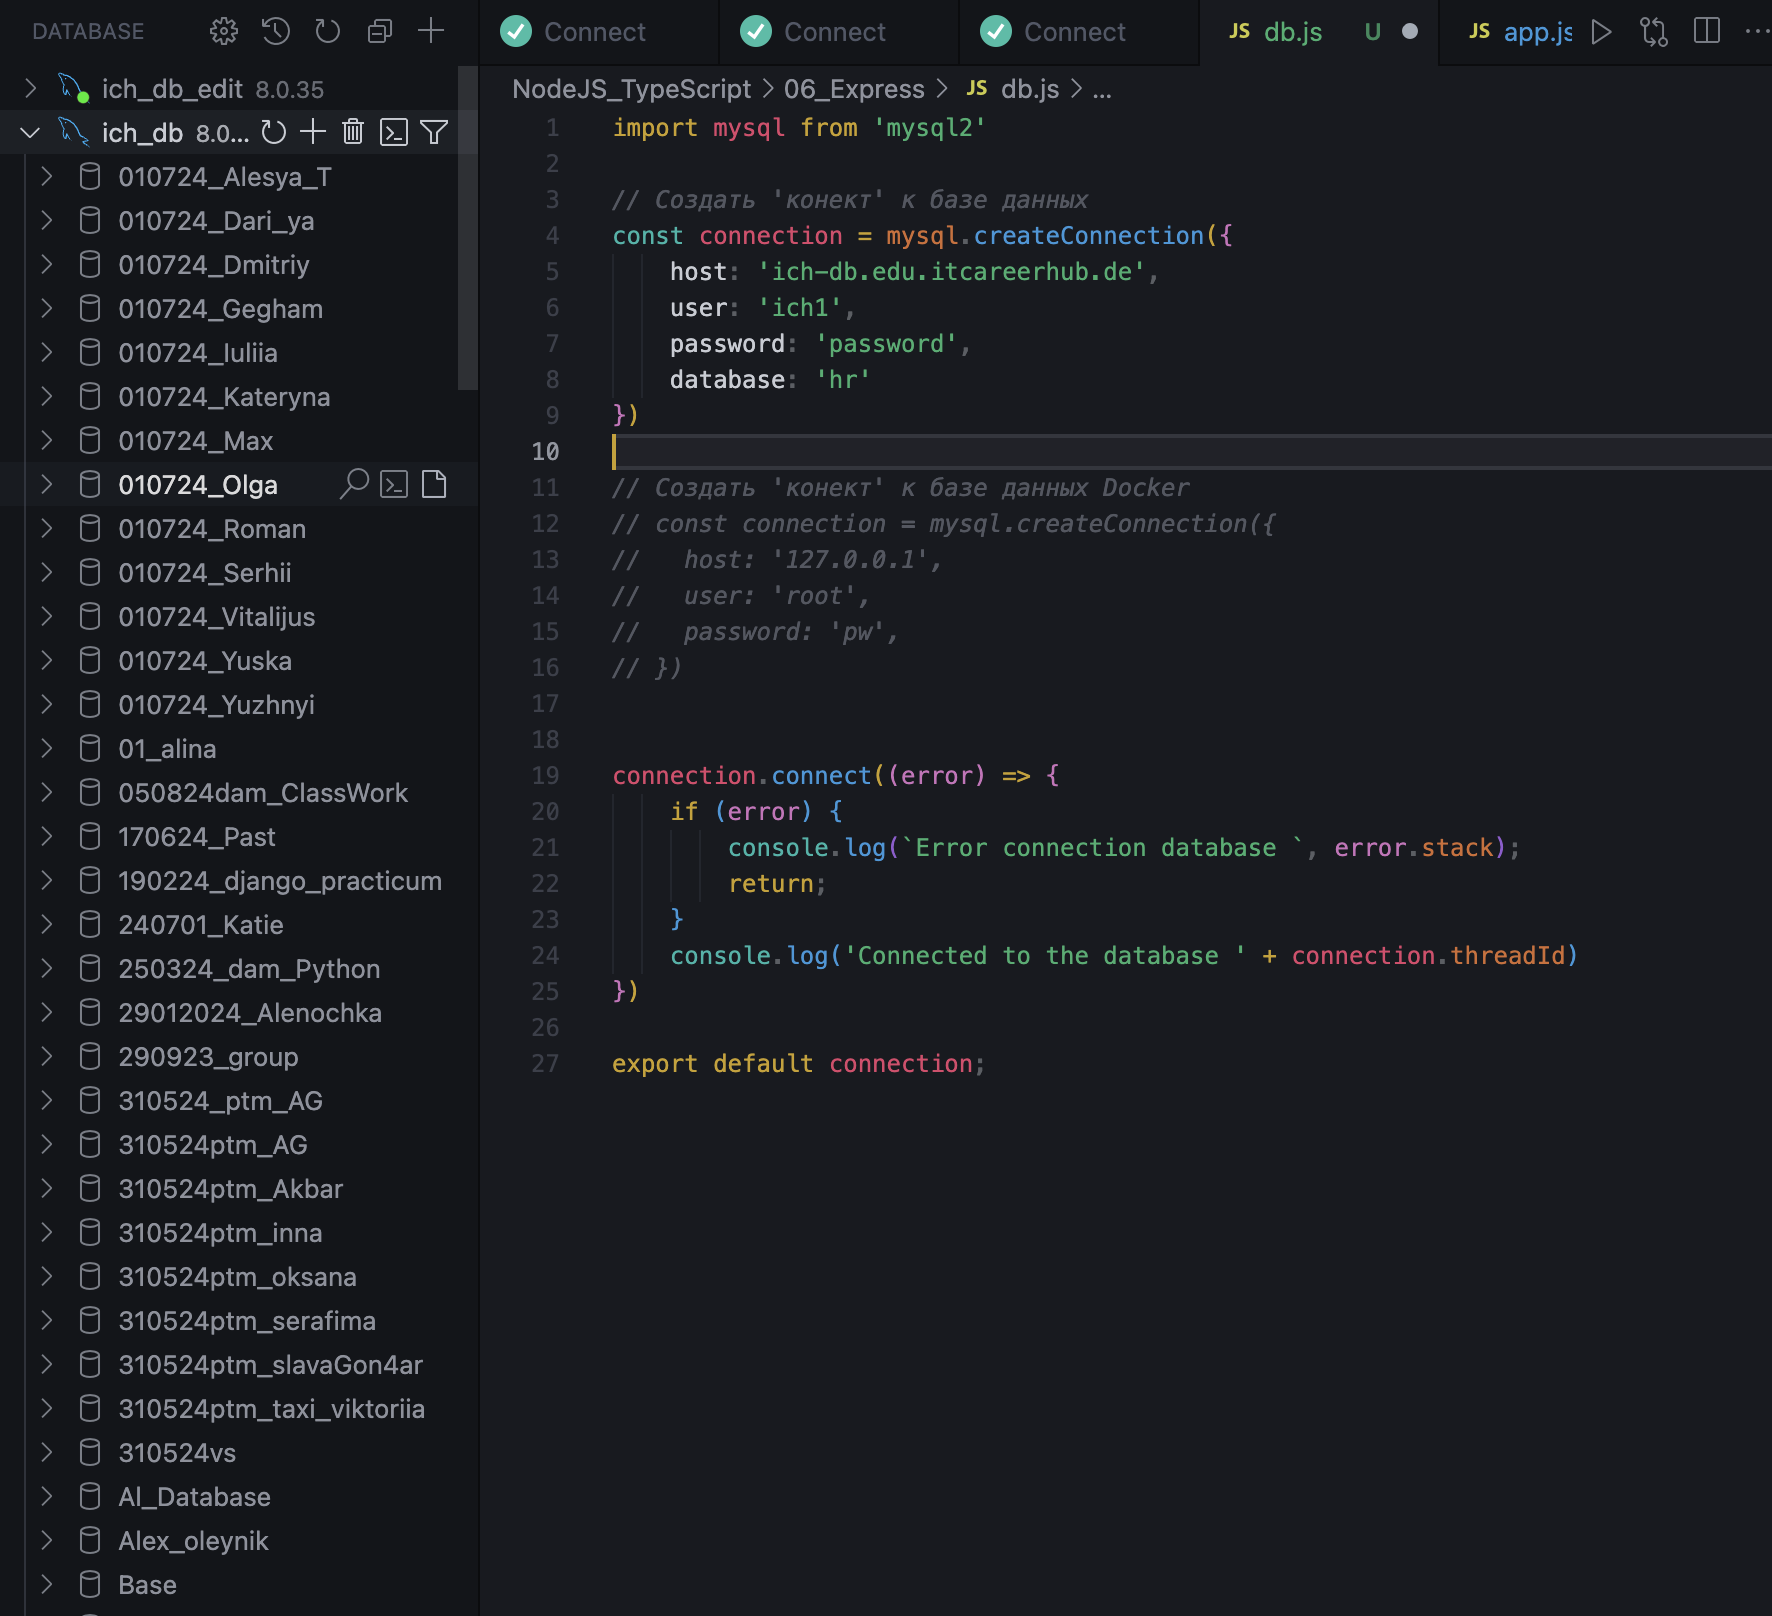 DATABASE
ich_db_edit 8.0.35
ich_db 8.0...
010724_Alesya_T
010724_Dari_ya
010724_Dmitriy
010724_Gegham
010724_Iuliia
010724_Kateryna
010724_Max
010724_Olga
010724_Roman
010724_Serhii
010724_Vitalijus
010724_Yuska
010724_Yuzhnyi
01_alina
050824dam_ClassWork
170624_Past
190224_django_practicum
240701_Katie
250324_dam_Python
29012024_Alenochka
290923_group
310524_ptm_AG
310524ptm_AG
310524ptm_Akbar
310524ptm_inna
310524ptm_oksana
310524ptm_serafima
310524ptm_slavaGon4ar
310524ptm_taxi_viktoriia
310524vs
Al_Database
Alex_oleynik
Base
Connect
Connect
Connect
JS db.js U
JS app.js
NodeJS_TypeScript > 06_Express > JS db.js > ...
1 import mysql from 'mysql2'
2
3 // Создать 'конект' к базе данных
4 const connection = mysql.createConnection({
5 host: 'ich-db.edu.itcareerhub.de',
6 user: 'ich1',
7 password: 'password',
8 database: 'hr'
9 })
10
11 // Создать 'конект' к базе данных Docker
12 // const connection = mysql.createConnection({
13 // host: '127.0.0.1',
14 // user: 'root',
15 // password: 'pw',
16 // })
17
18
19 connection.connect((error) => {
20 if (error) {
21 console.log(`Error connection database `, error.stack);
22 return;
23 }
24 console.log('Connected to the database ' + connection.threadId)
25 })
26
27 export default connection;